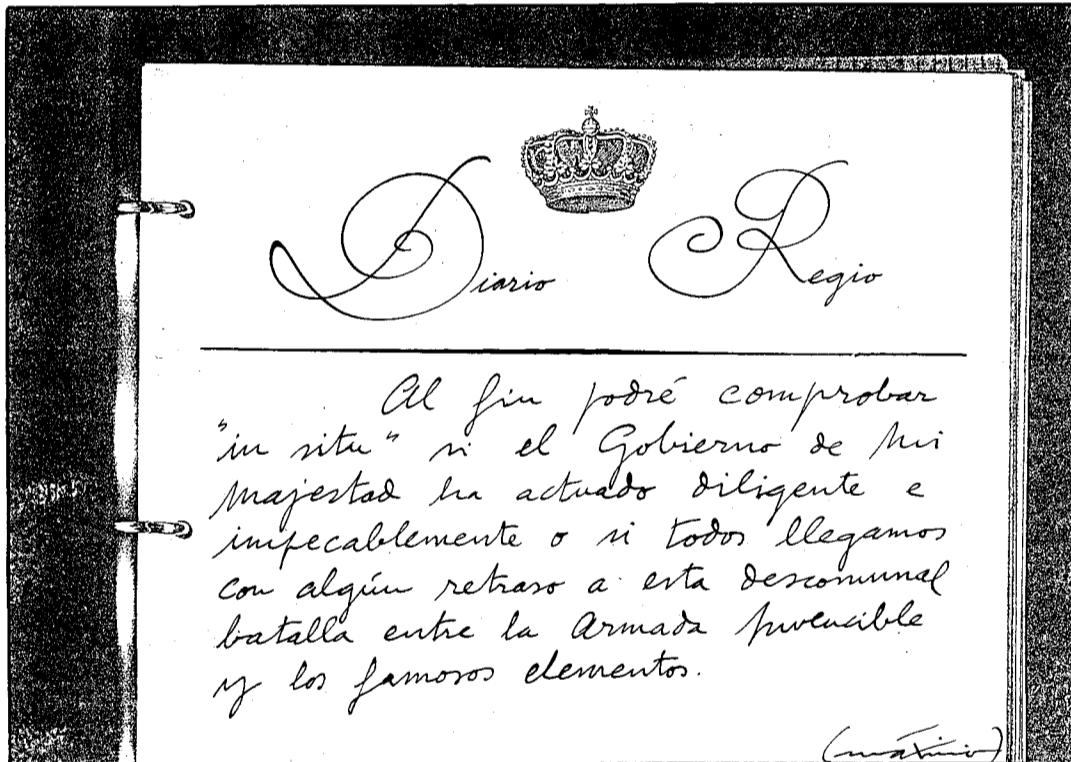 Diario Regio
Al fin podré comprobar
"in situ" si el Gobierno de mi
majestad ha actuado diligente e
impecablemente o si todos llegamos
con algún retraso a esta descomunal
batalla entre la Armada Invencible
y los famosos elementos.
(máximo)